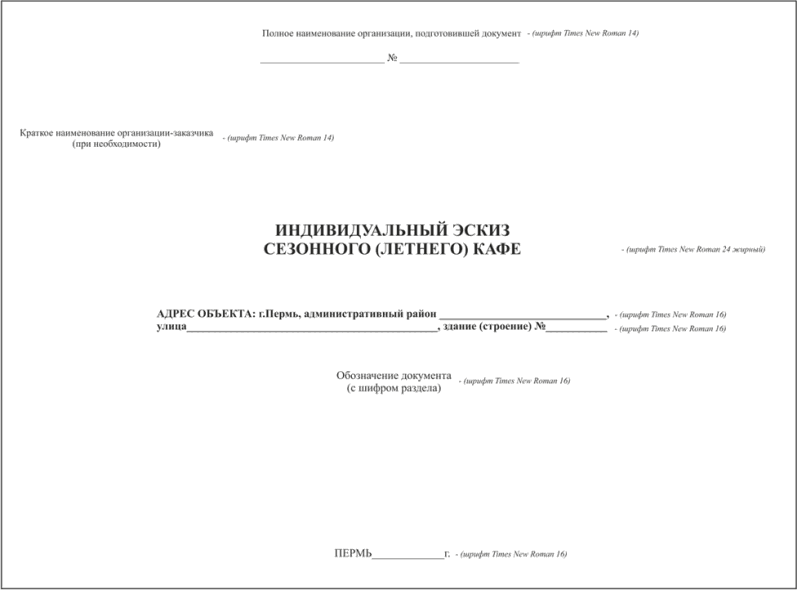 Полное наименование организации, подготовившей документ - (шрифт Times New Roman 14)
_______________________ № ______________________
Краткое наименование организации-заказчика - (шрифт Times New Roman 14)
(при необходимости)
ИНДИВИДУАЛЬНЫЙ ЭСКИЗ
СЕЗОННОГО (ЛЕТНЕГО) КАФЕ - (шрифт Times New Roman 24 жирный)
АДРЕС ОБЪЕКТА: г.Пермь, административный район ______________________________, - (шрифт Times New Roman 16)
улица_____________________________________________, здание (строение) №___________ - (шрифт Times New Roman 16)
Обозначение документа - (шрифт Times New Roman 16)
(с шифром раздела)
ПЕРМЬ_____________г. - (шрифт Times New Roman 16)